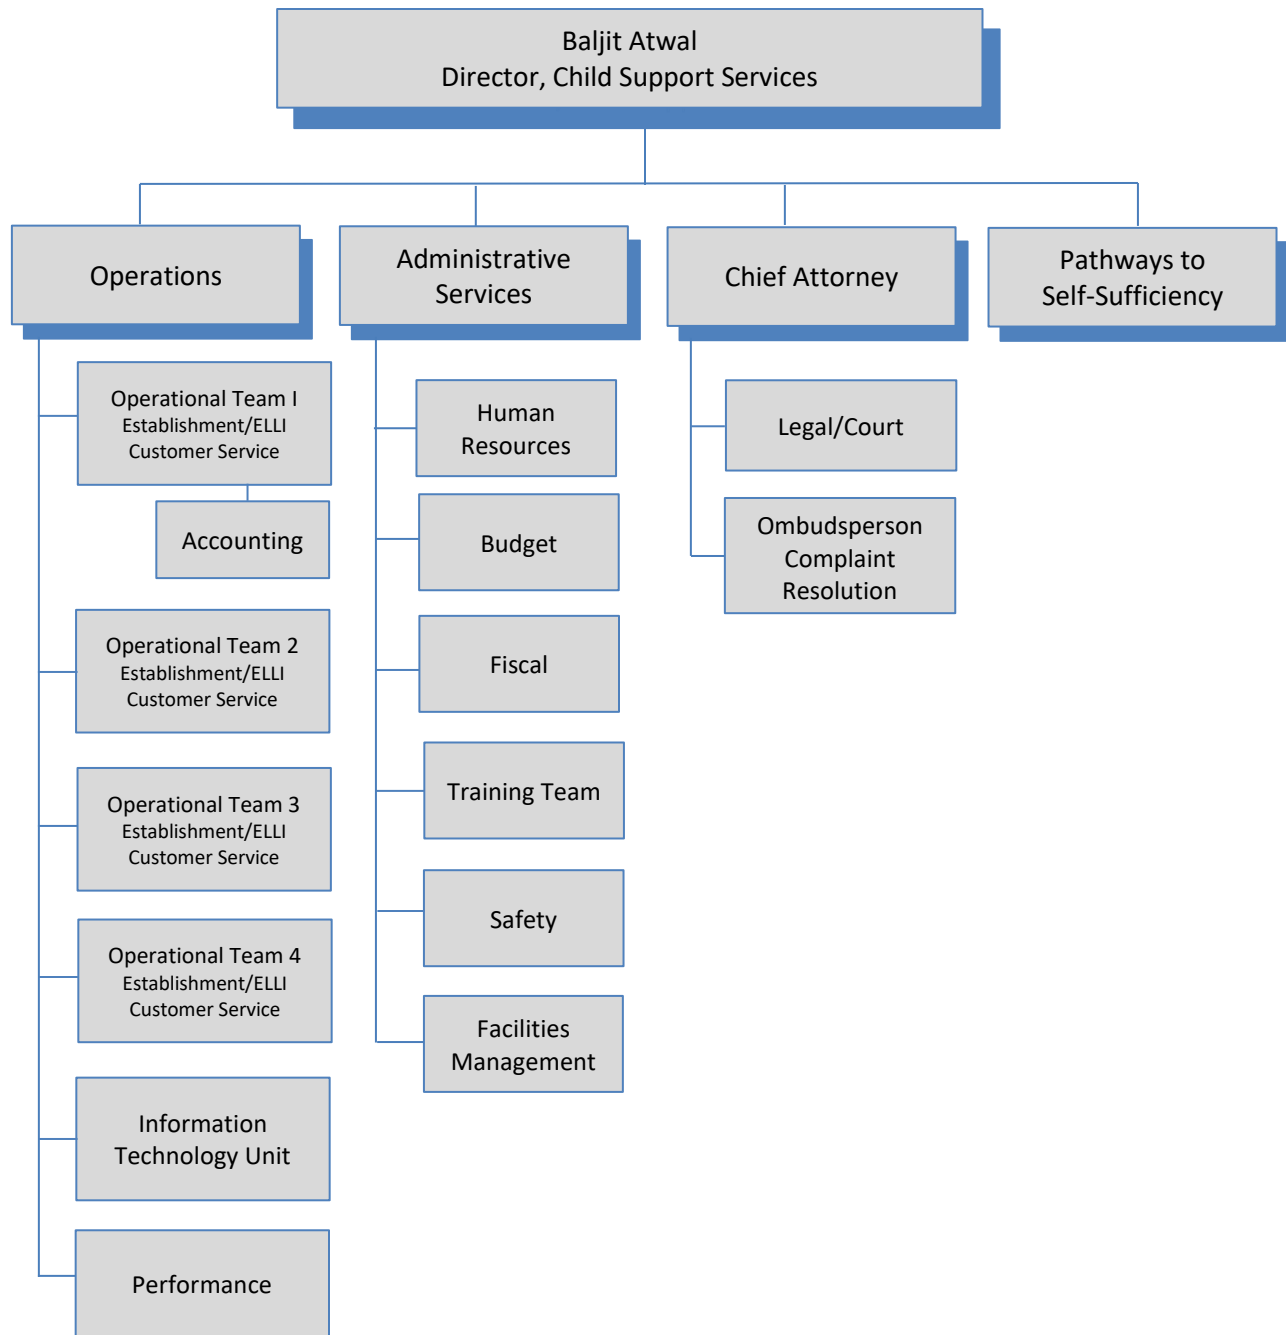 Baljit Atwal
Director, Child Support Services
Operations
Administrative
Services
Chief Attorney
Pathways to
Self-Sufficiency
Operational Team I
Establishment/ELLI
Customer Service
Accounting
Operational Team 2
Establishment/ELLI
Customer Service
Operational Team 3
Establishment/ELLI
Customer Service
Operational Team 4
Establishment/ELLI
Customer Service
Information
Technology Unit
Performance
Human
Resources
Budget
Fiscal
Training Team
Safety
Facilities
Management
Legal/Court
Ombudsperson
Complaint
Resolution